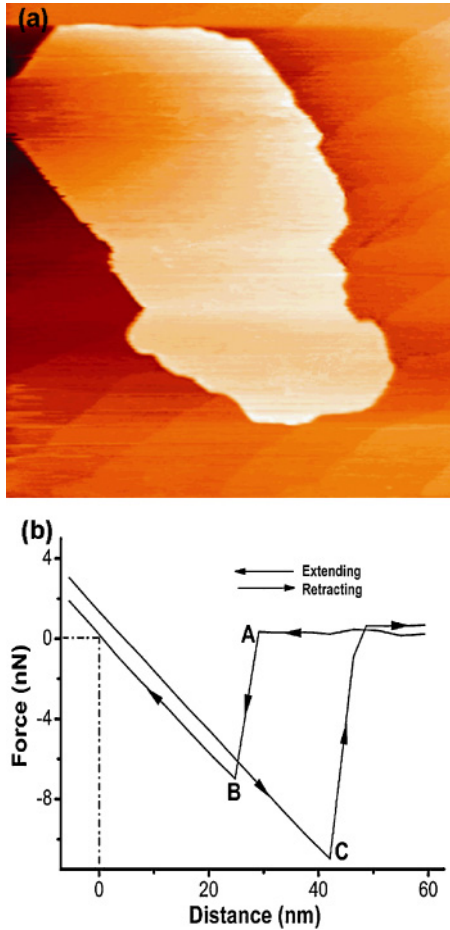 (a)
(b)
Extending
Retracting
4
0
-4
-8
Force (nN)
A
B
C
0
20
40
60
Distance (nm)